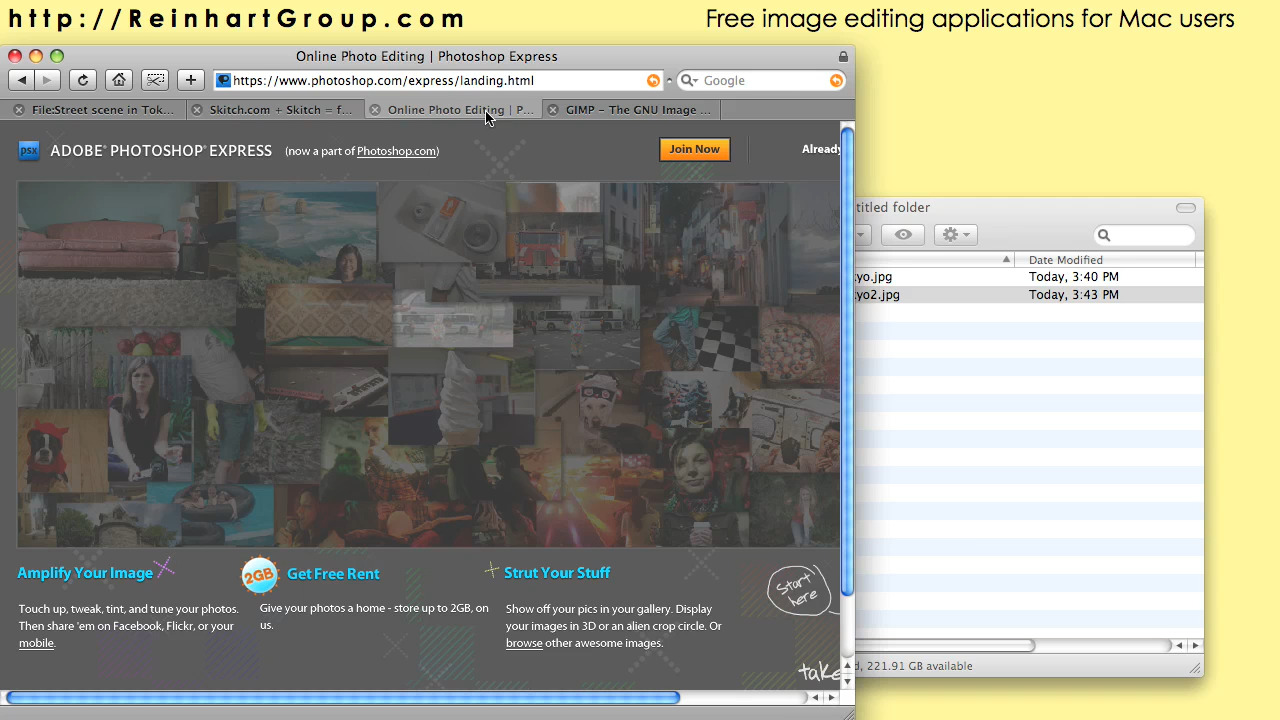 http://ReinhartGroup.com
Free image editing applications for Mac users
Online Photo Editing | Photoshop Express
https://www.photoshop.com/express/landing.html
Google
File:Street scene in Tok...
Skitch.com + Skitch = f...
Online Photo Editing | P...
GIMP – The GNU Image ...
psx
ADOBE® PHOTOSHOP® EXPRESS
(now a part of Photoshop.com)
Join Now
Already
titled folder
Date Modified
yo.jpg
Today, 3:40 PM
yo2.jpg
Today, 3:43 PM
Amplify Your Image
Touch up, tweak, tint, and tune your photos.
Then share 'em on Facebook, Flickr, or your
mobile.
2GB
Get Free Rent
Give your photos a home - store up to 2GB, on
us.
Strut Your Stuff
Show off your pics in your gallery. Display
your images in 3D or an alien crop circle. Or
browse other awesome images.
Start
here
take
d, 221.91 GB available